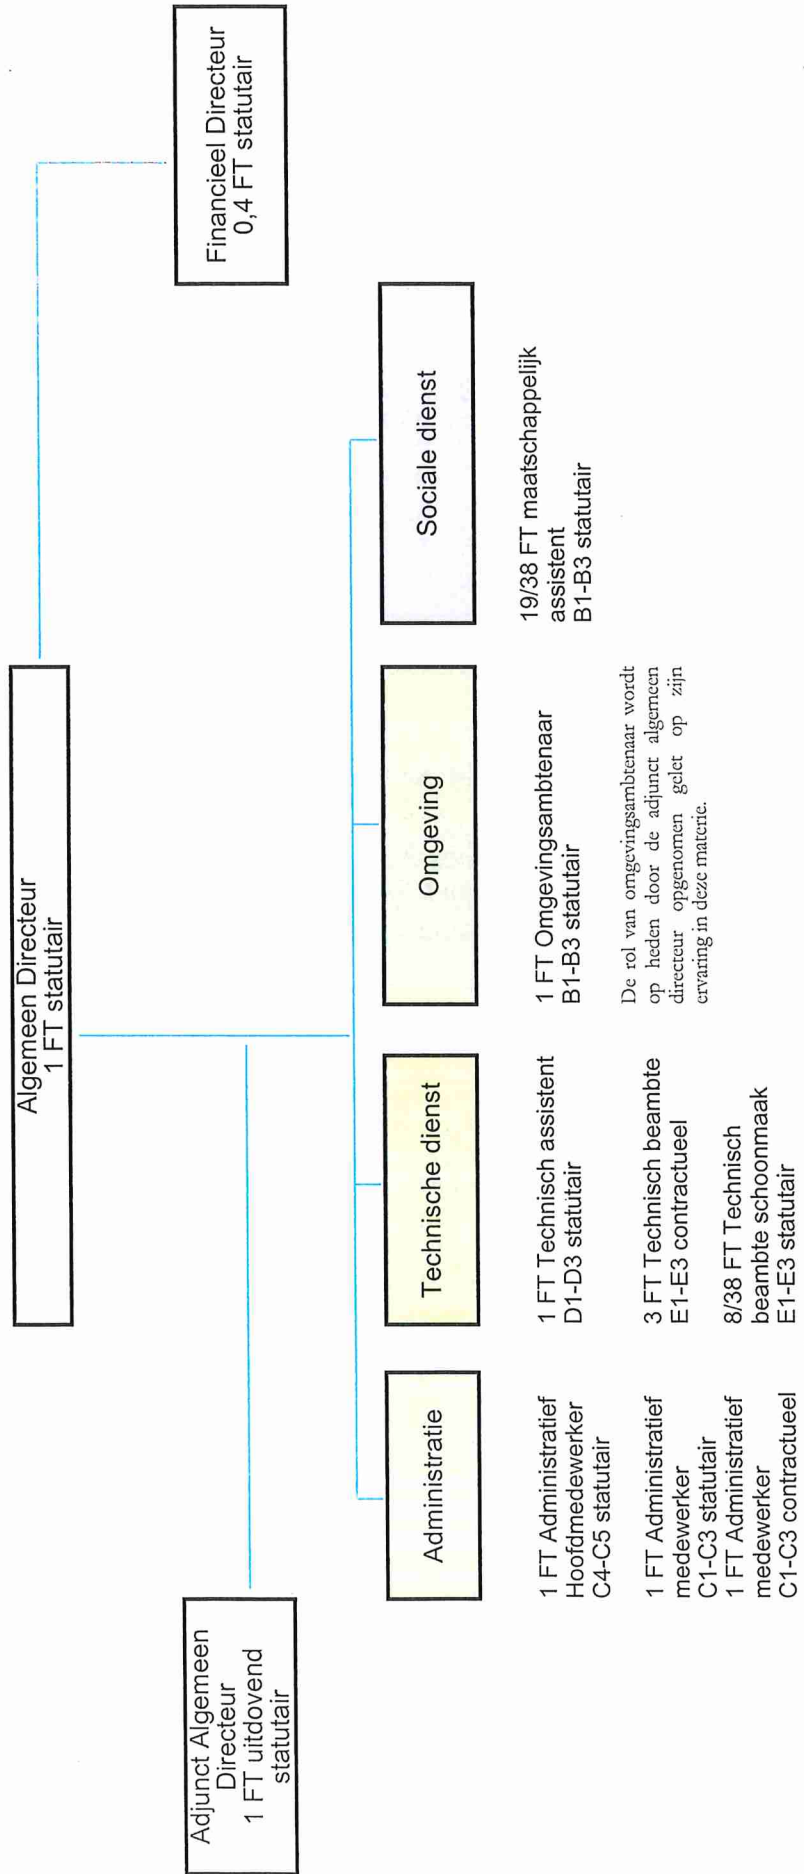 Algemeen Directeur
1 FT statutair
Financieel Directeur
0,4 FT statutair
Adjunct Algemeen
Directeur
1 FT uitdovend
statutair
Administratie
1 FT Administratief
Hoofdmedewerker
C4-C5 statutair
1 FT Administratief
medewerker
C1-C3 statutair
1 FT Administratief
medewerker
C1-C3 contractueel
Technische dienst
1 FT Technisch assistent
D1-D3 statutair
3 FT Technisch beambte
E1-E3 contractueel
8/38 FT Technisch
beambte schoonmaak
E1-E3 statutair
Omgeving
1 FT Omgevingsambtenaar
B1-B3 statutair
De rol van omgevingsambtenaar wordt
op heden door de adjunct algemeen
directeur opgenomen gelet op zijn
ervaring in deze materie.
Sociale dienst
19/38 FT maatschappelijk
assistent
B1-B3 statutair